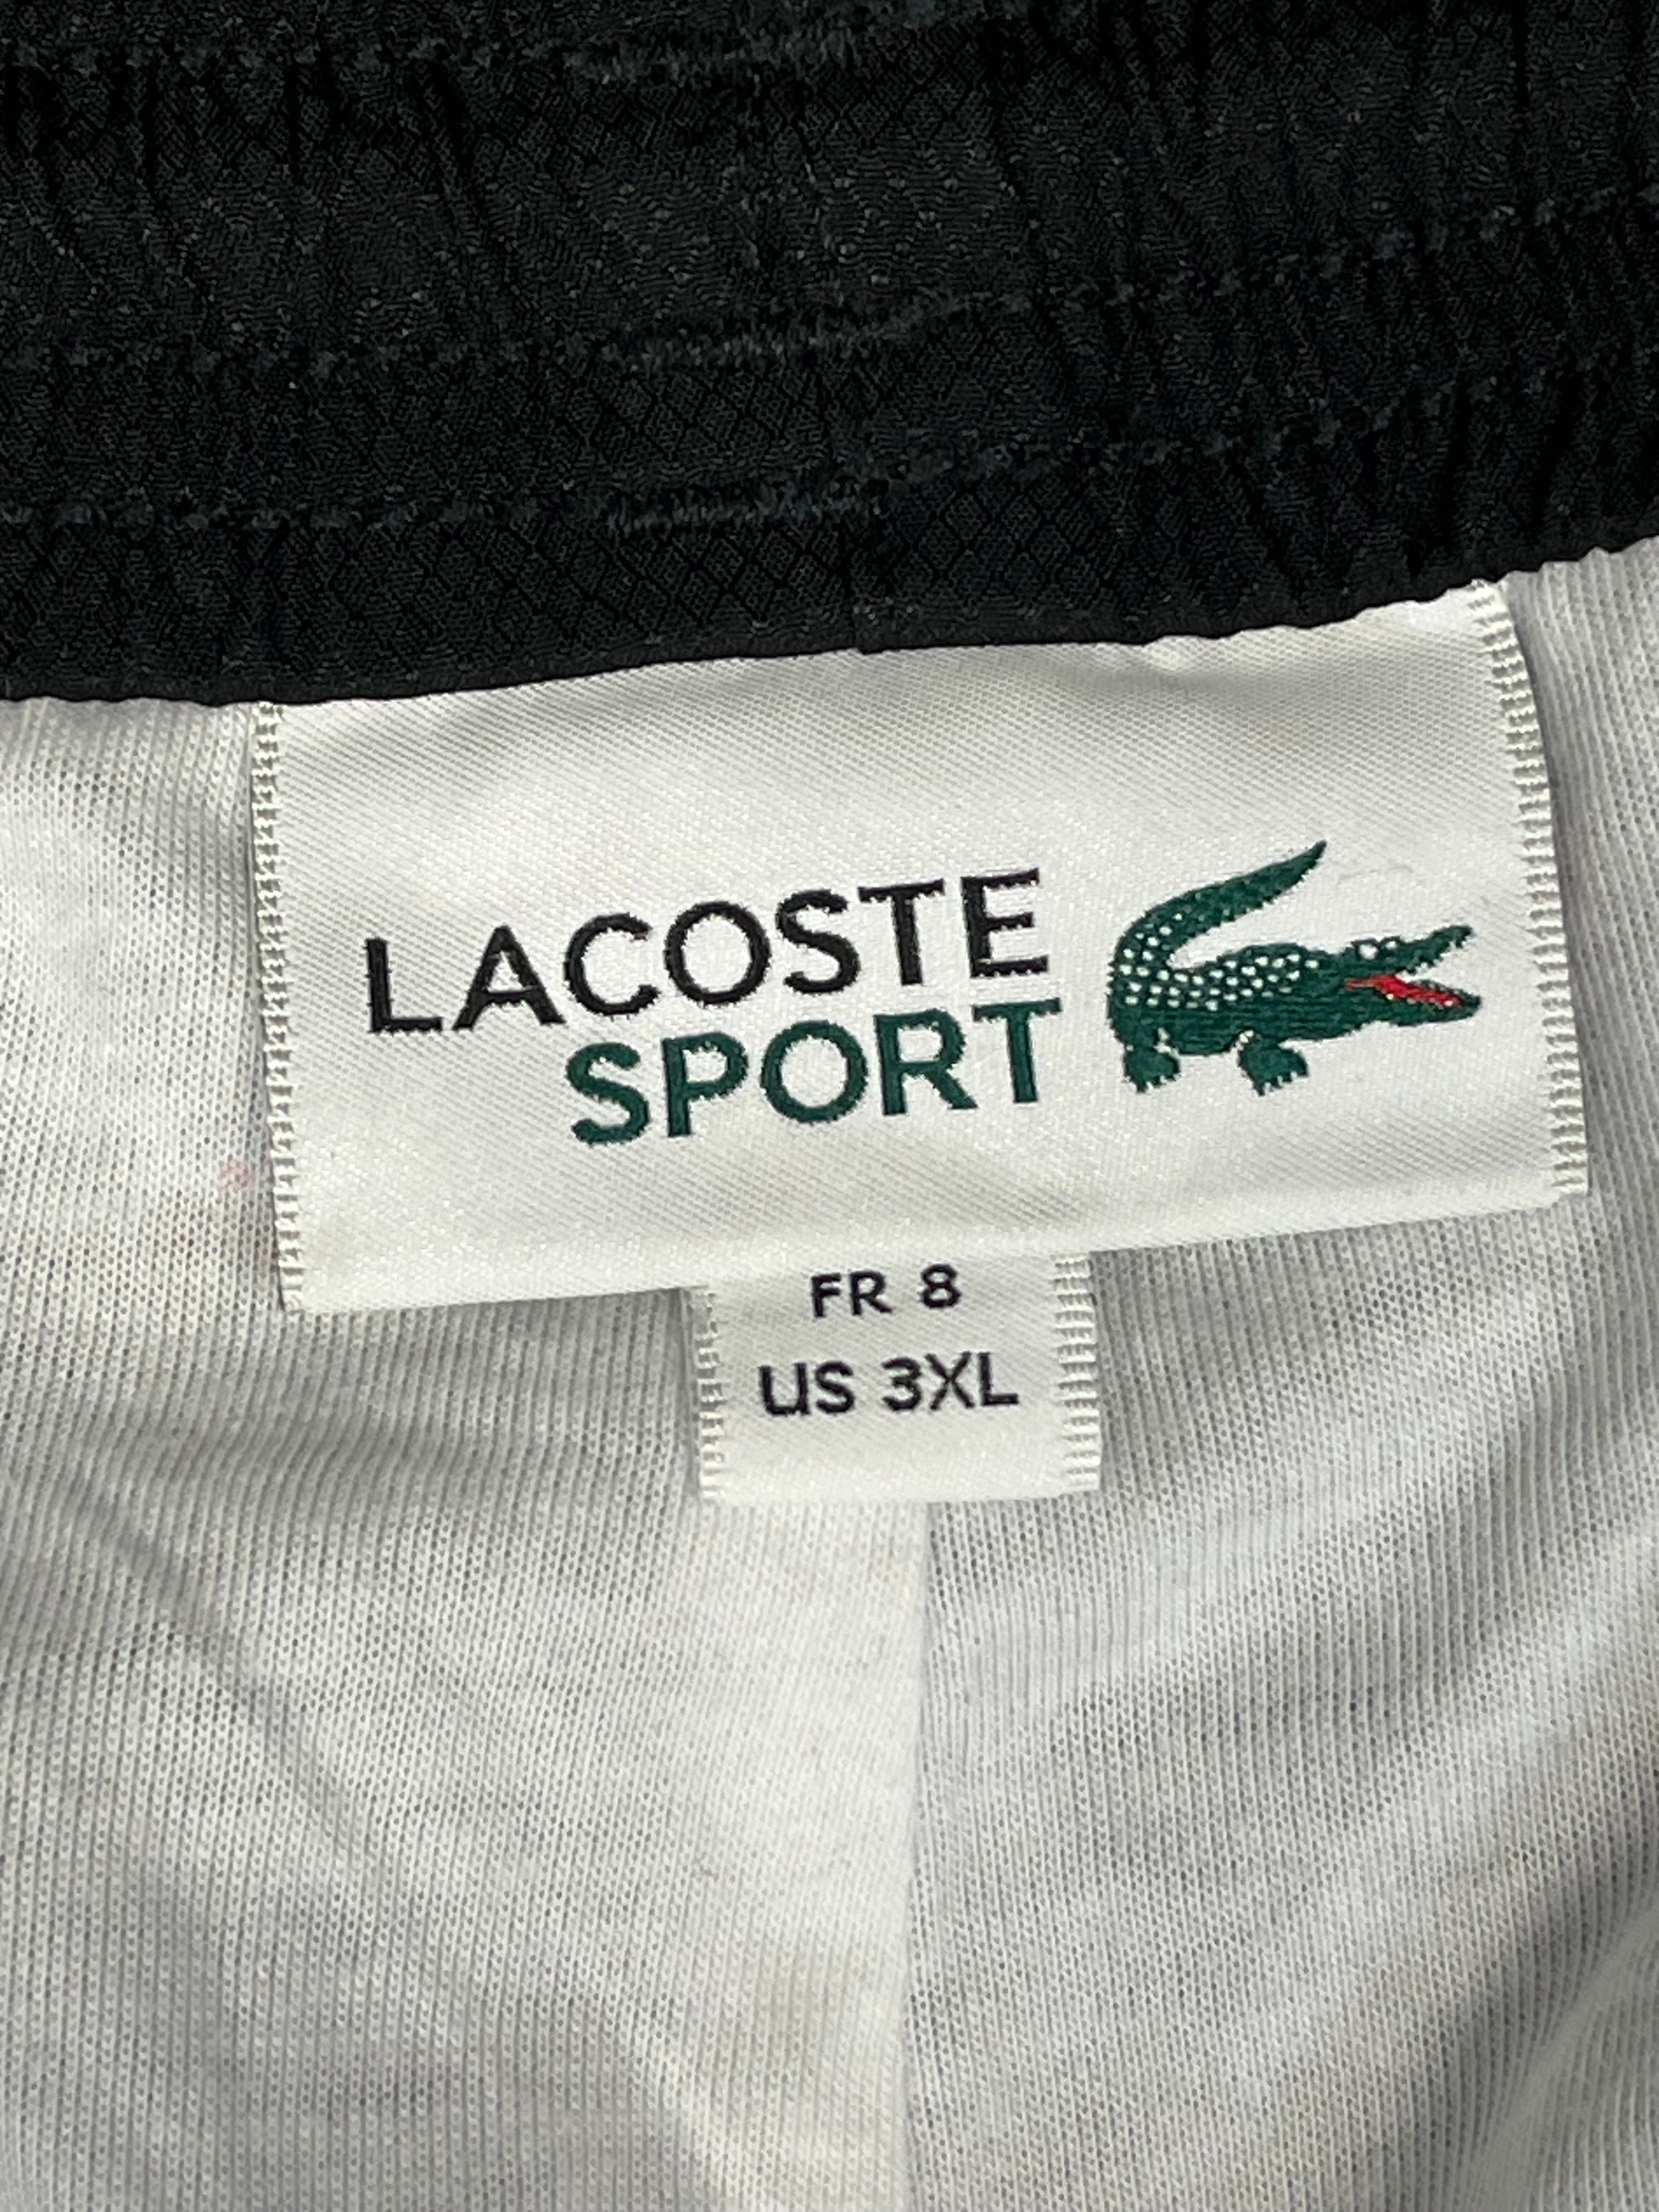 LACOSTE
SPORT
FR 8
US 3XL